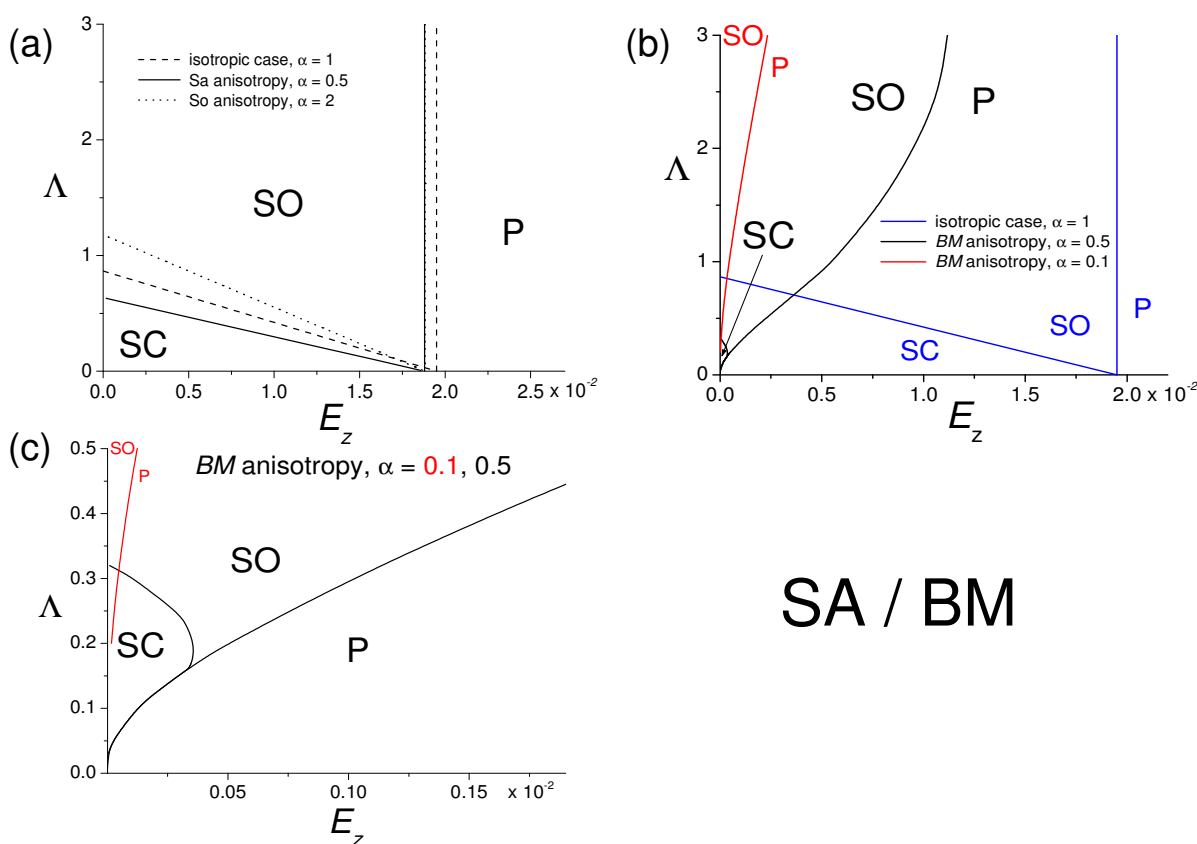 (a)
3
2
1
0
Λ
isotropic case, α = 1
Sa anisotropy, α = 0.5
So anisotropy, α = 2
SO
P
SC
0.0 0.5 1.0 1.5 2.0 2.5 x 10⁻²
E_z
(b)
3
2
1
0
Λ
SO
P
SO
P
SC
isotropic case, α = 1
BM anisotropy, α = 0.5
BM anisotropy, α = 0.1
SO
P
SC
0.0 0.5 1.0 1.5 2.0 x 10⁻²
E_z
(c)
0.5
0.4
0.3
0.2
0.1
0.0
Λ
SO
P
BM anisotropy, α = 0.1, 0.5
SO
SC
P
0.05 0.10 0.15 x 10⁻²
E_z
SA / BM